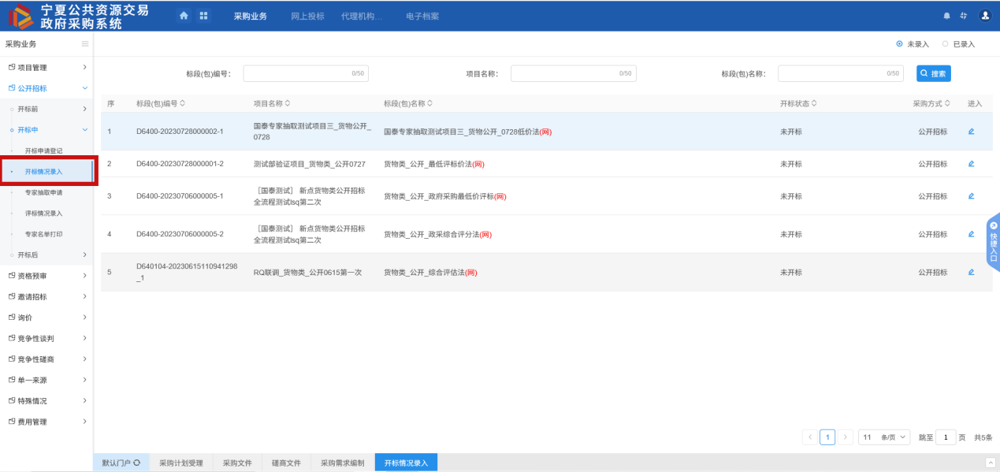 宁夏公共资源交易
政府采购系统
采购业务 网上投标 代理机构... 电子档案
采购业务
未录入 已录入
项目管理
公开招标
开标前
开标中
开标申请登记
开标情况录入
专家抽取申请
评标情况录入
专家名单打印
开标后
资格预审
邀请招标
询价
竞争性谈判
竞争性磋商
单一来源
特殊情况
费用管理
标段(包)编号： 0/50 项目名称： 0/50 标段(包)名称： 0/50 搜索
序 标段(包)编号 项目名称 标段(包)名称 开标状态 采购方式 进入
1 D6400-20230728000002-1 国泰专家抽取测试项目三_货物公开_ 国泰专家抽取测试项目三_货物公开_0728低价法(网) 未开标 公开招标
0728
2 D6400-20230728000001-2 测试部验证项目_货物类_公开0727 货物类_公开_最低评标价法(网) 未开标 公开招标
3 D6400-20230706000005-1 ［国泰测试］ 新点货物类公开招标 货物类_公开_政府采购最低价评标(网) 未开标 公开招标
全流程测试lsq第二次
4 D6400-20230706000005-2 ［国泰测试］ 新点货物类公开招标 货物类_公开_政采综合评分法(网) 未开标 公开招标
全流程测试lsq第二次
5 D640104-20230615110941298 RQ联调_货物类_公开0615第一次 货物类_公开_综合评估法(网) 未开标 公开招标
_1
快捷入口
1 11 条/页 跳至 1 页 共5条
默认门户 采购计划受理 采购文件 磋商文件 采购需求编制 开标情况录入